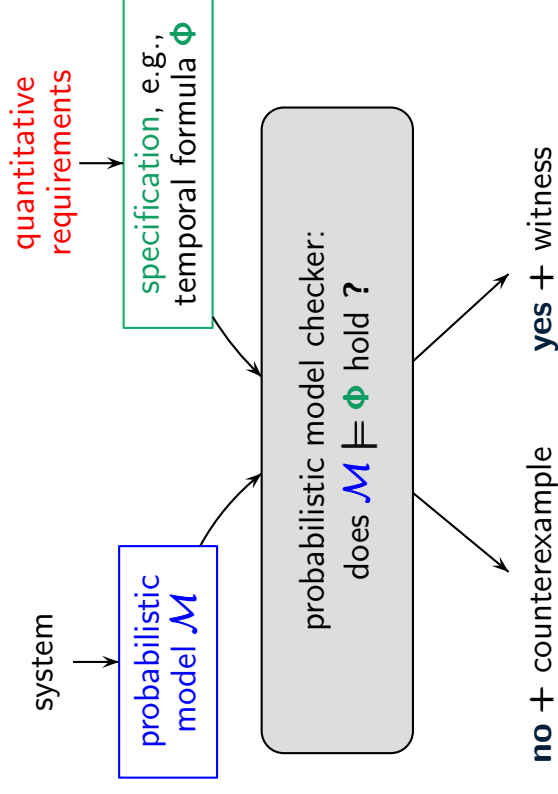 system
quantitative
requirements
probabilistic
model 𝓜
specification, e.g.,
temporal formula Φ
probabilistic model checker:
does 𝓜 ⊨ Φ hold ?
no + counterexample
yes + witness